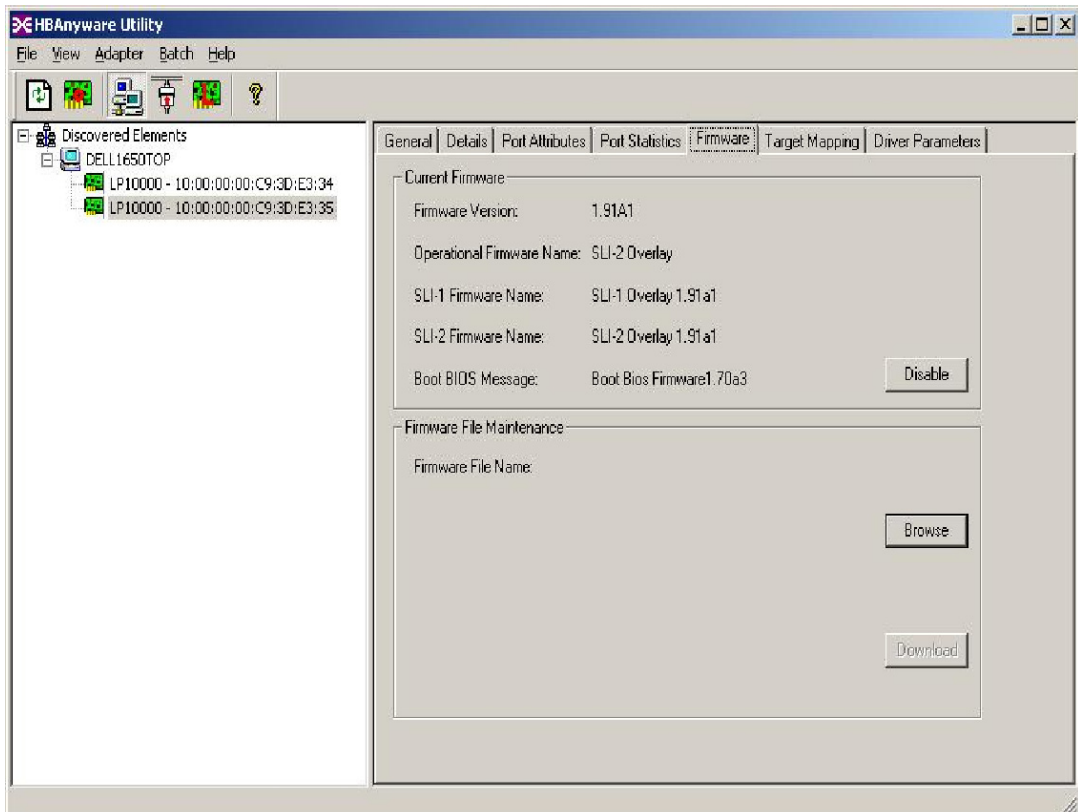 HBAnyware Utility
File View Adapter Batch Help
Discovered Elements
DELL1650TOP
LP10000 - 10:00:00:00:C9:3D:E3:34
LP10000 - 10:00:00:00:C9:3D:E3:35
General Details Port Attributes Port Statistics Firmware Target Mapping Driver Parameters
Current Firmware
Firmware Version: 1.91A1
Operational Firmware Name: SLI-2 Overlay
SLI-1 Firmware Name: SLI-1 Overlay 1.91a1
SLI-2 Firmware Name: SLI-2 Overlay 1.91a1
Boot BIOS Message: Boot Bios Firmware1.70a3
Disable
Firmware File Maintenance
Firmware File Name:
Browse
Download